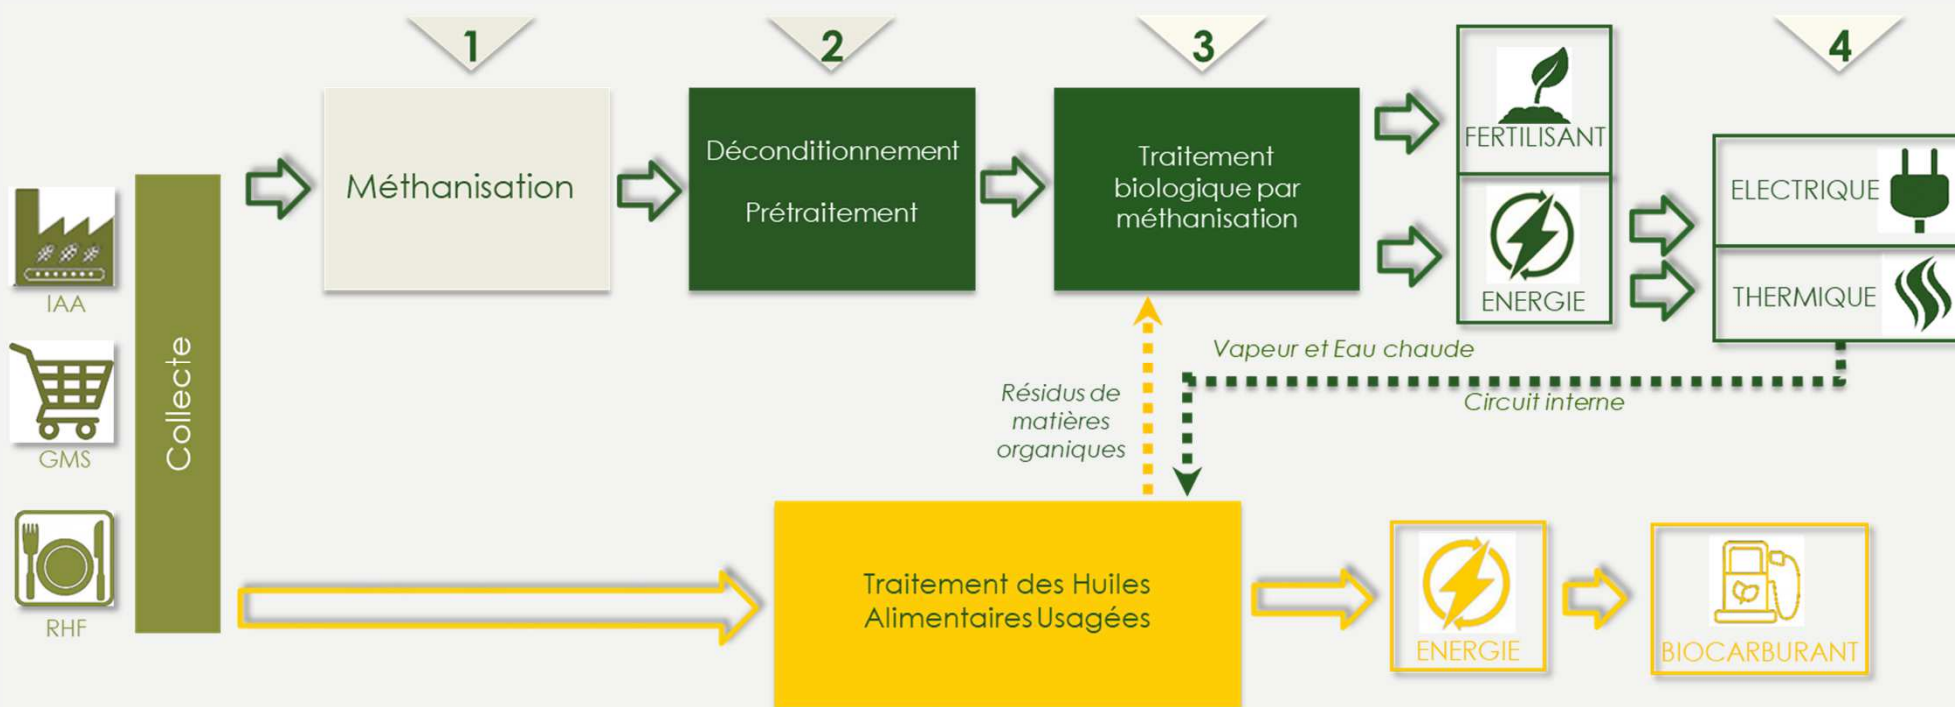 1
2
3
4
IAA
GMS
RHF
Collecte
Méthanisation
Déconditionnement
Prétraitement
Traitement
biologique par
méthanisation
FERTILISANT
ENERGIE
ELECTRIQUE
THERMIQUE
Vapeur et Eau chaude
Circuit interne
Résidus de
matières
organiques
Traitement des Huiles
Alimentaires Usagées
ENERGIE
BIOCARBURANT